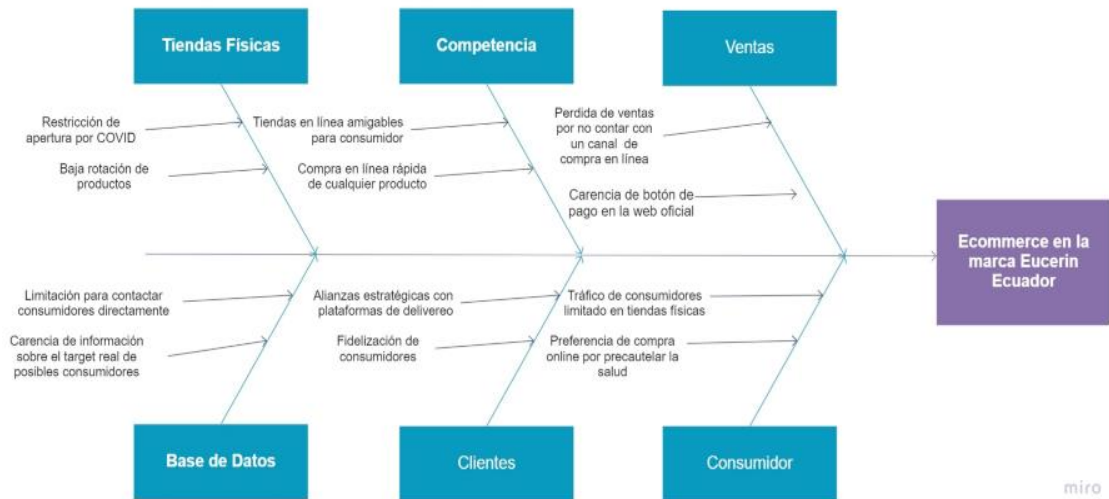 Tiendas Físicas
Competencia
Ventas
Restricción de
apertura por COVID
Baja rotación de
productos
Tiendas en línea amigables
para consumidor
Compra en línea rápida
de cualquier producto
Perdida de ventas
por no contar con
un canal de
compra en línea
Carencia de botón de
pago en la web oficial
Ecommerce en la
marca Eucerin
Ecuador
Limitación para contactar
consumidores directamente
Carencia de información
sobre el target real de
posibles consumidores
Alianzas estratégicas con
plataformas de delivereo
Fidelización de
consumidores
Tráfico de consumidores
limitado en tiendas físicas
Preferencia de compra
online por precautelar la
salud
Base de Datos
Clientes
Consumidor
miro